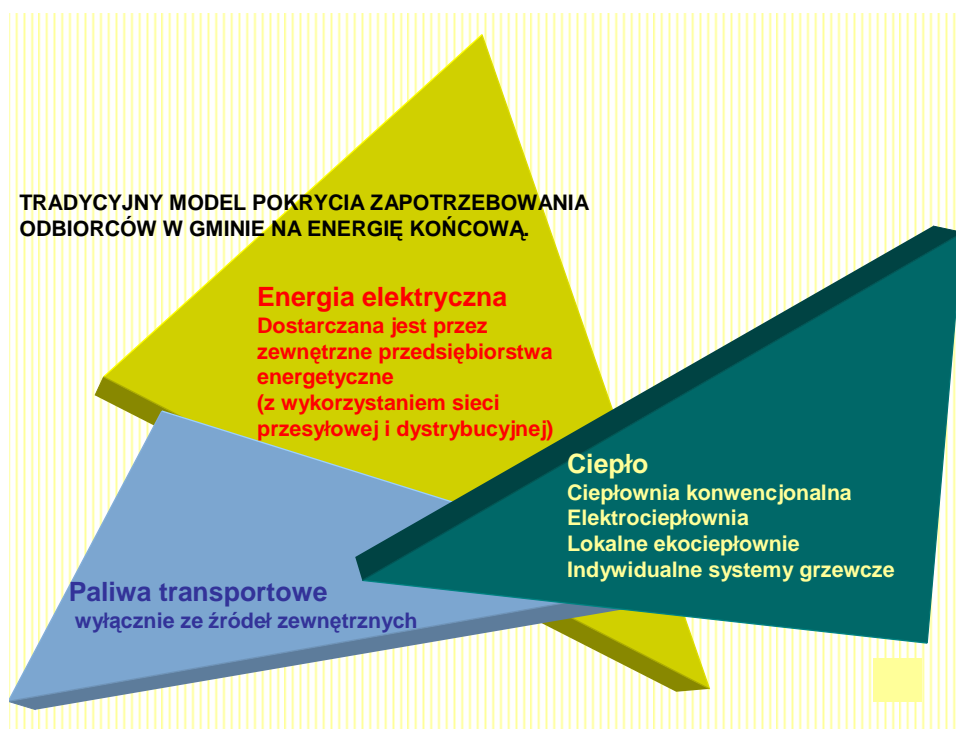 TRADYCYJNY MODEL POKRYCIA ZAPOTRZEBOWANIA
ODBIORCÓW W GMINIE NA ENERGIĘ KOŃCOWĄ.
Energia elektryczna
Dostarczana jest przez
zewnętrzne przedsiębiorstwa
energetyczne
(z wykorzystaniem sieci
przesyłowej i dystrybucyjnej)
Ciepło
Ciepłownia konwencjonalna
Elektrociepłownia
Lokalne ekociepłownie
Indywidualne systemy grzewcze
Paliwa transportowe
wyłącznie ze źródeł zewnętrznych